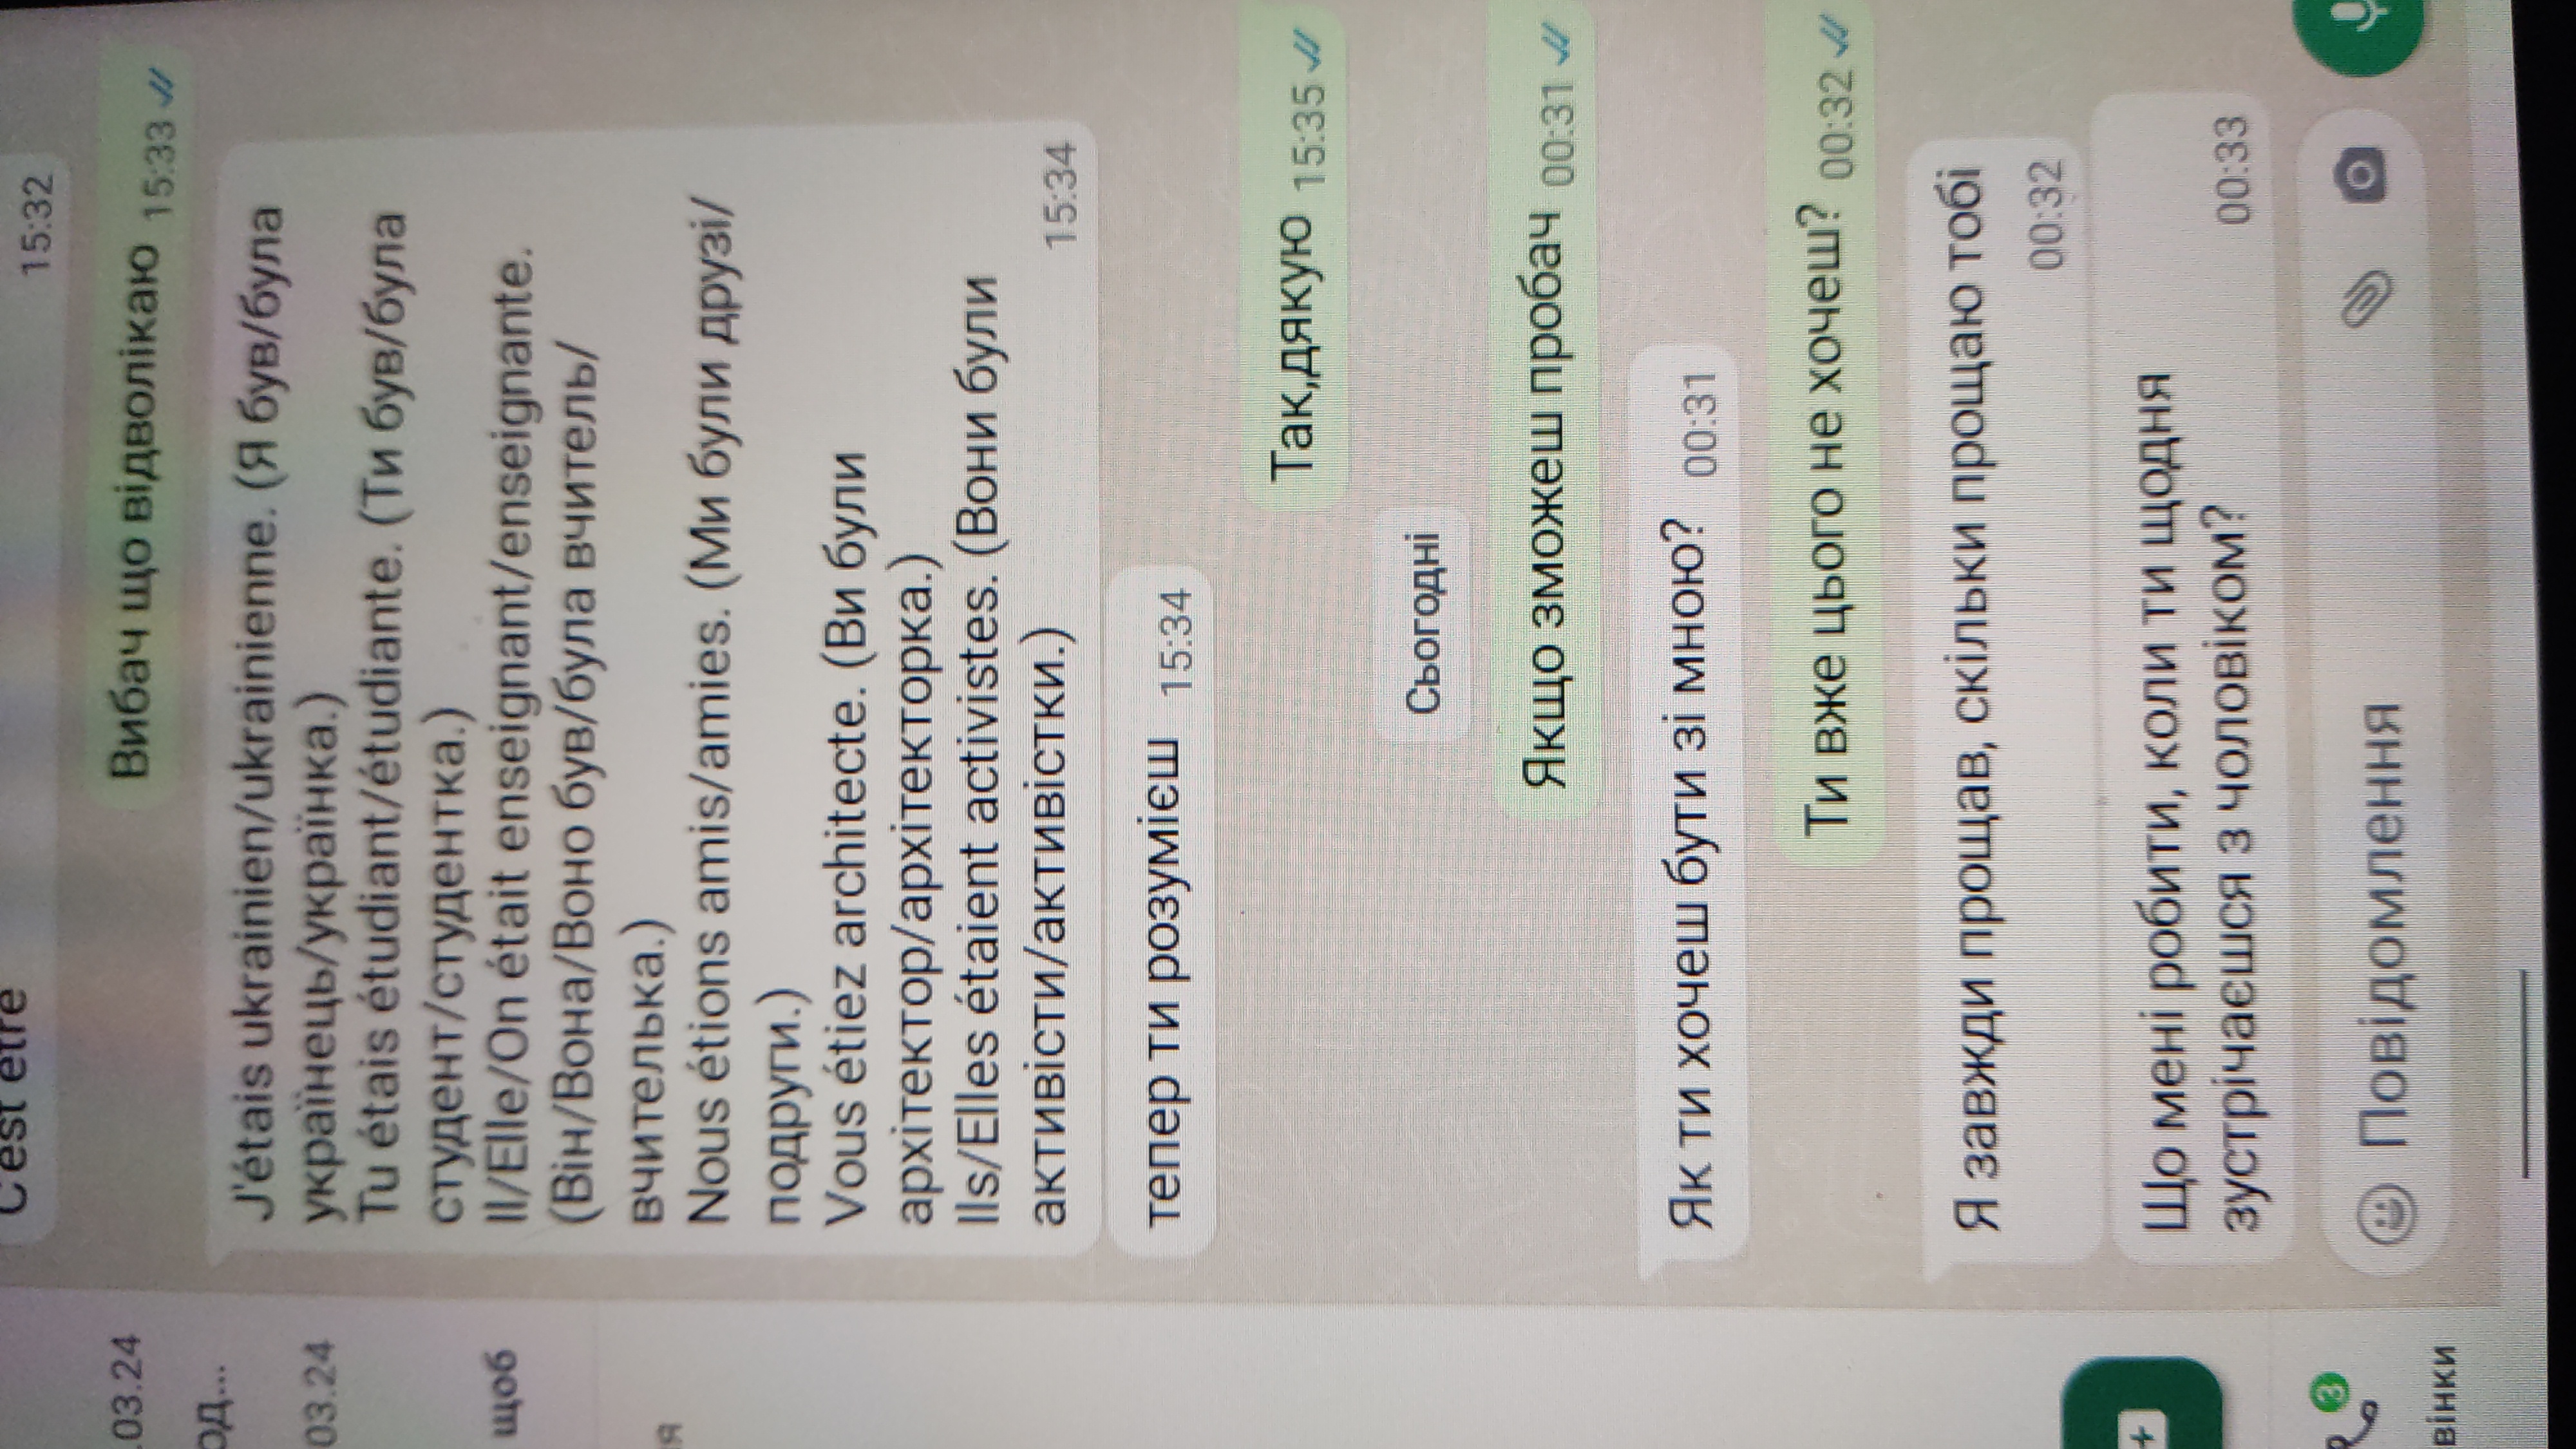 C'est être
15:32
.03.24
Вибач що відволікаю 15:33
од...
J'étais ukrainien/ukrainienne. (Я був/була
українець/українка.)
03.24
Tu étais étudiant/étudiante. (Ти був/була
студент/студентка.)
щоб
Il/Elle/On était enseignant/enseignante.
(Він/Вона/Воно був/була вчитель/
вчителька.)
я
Nous étions amis/amies. (Ми були друзі/
подруги.)
Vous étiez architecte. (Ви були
архітектор/архітекторка.)
Ils/Elles étaient activistes. (Вони були
активісти/активістки.)
15:34
тепер ти розумієш 15:34
Так,дякую 15:35
Сьогодні
Якщо зможеш пробач 00:31
Як ти хочеш бути зі мною? 00:31
Ти вже цього не хочеш? 00:32
Я завжди прощав, скільки прощаю тобі
00:32
Що мені робити, коли ти щодня
зустрічаєшся з чоловіком? 00:33
3
Повідомлення
вінки